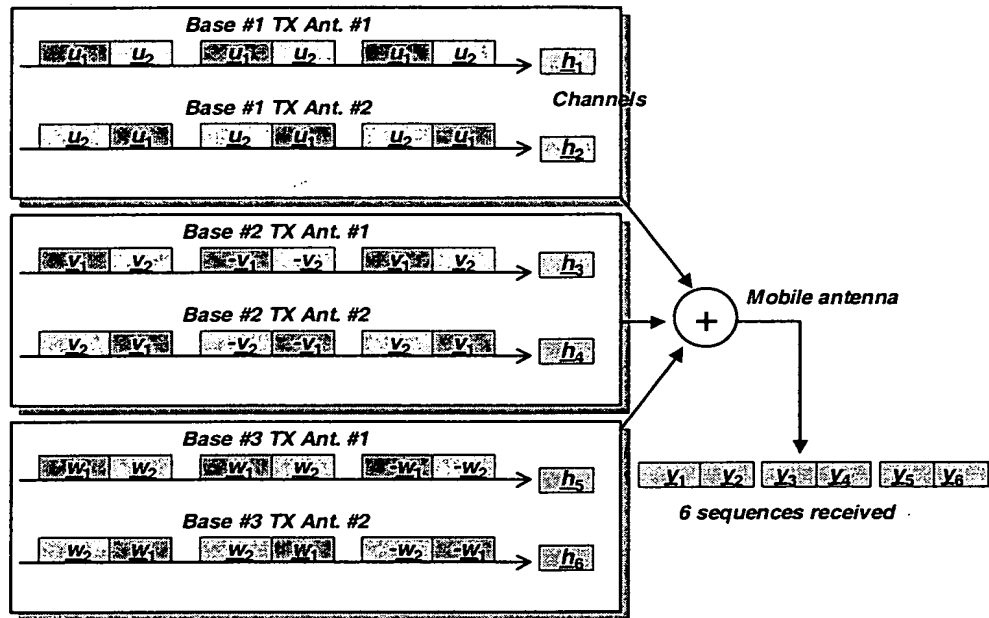 Base #1 TX Ant. #1
u1 u2 u1 u2 u1 u2 h1
Channels
Base #1 TX Ant. #2
u2 u1 u2 u1 u2 u1 h2
Base #2 TX Ant. #1
v1 v2 -v1 -v2 v1 v2 h3
Base #2 TX Ant. #2
v2 v1 -v2 -v1 v2 v1 h4
+
Mobile antenna
Base #3 TX Ant. #1
w1 w2 w1 w2 -w1 -w2 h5
Base #3 TX Ant. #2
w2 w1 w2 w1 -w2 -w1 h6
y1 y2 y3 y4 y5 y6
6 sequences received